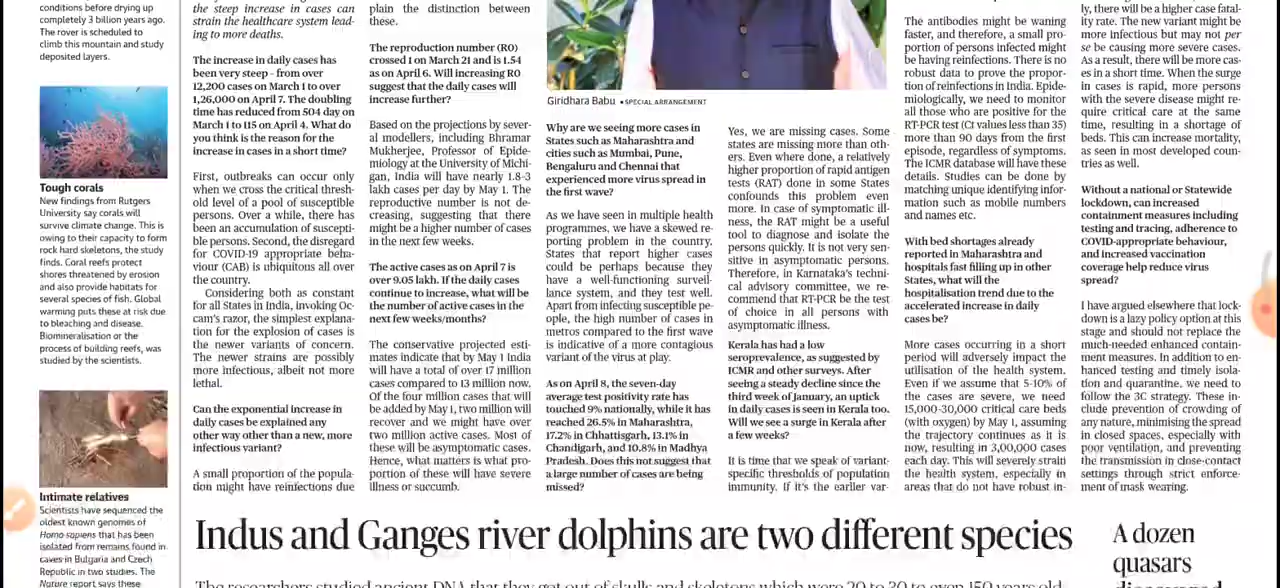 conditions before drying up
completely 3 billion years ago.
The rover is scheduled to
climb this mountain and study
deposited layers.
Tough corals
New findings from Rutgers
University say corals will
survive climate change. This is
owing to their capacity to form
rock hard skeletons, the study
finds. Coral reefs protect
shores threatened by erosion
and also provide habitats for
several species of fish. Global
warming puts these at risk due
to bleaching and disease.
Biomineralisation or the
process of building reefs, was
studied by the scientists.
Intimate relatives
Scientists have sequenced the
oldest known genomes of
Homo sapiens that has been
isolated from remans found in
caves in Bulgaria and Czech
Republic in two studies. The
Nature report says these
the steep increase in cases can
strain the healthcare system lead-
ing to more deaths.
The increase in daily cases has
been very steep – from over
12,200 cases on March 1 to over
1,26,000 on April 7. The doubling
time has reduced from 504 day on
March 1 to 115 on April 4. What do
you think is the reason for the
increase in cases in a short time?
First, outbreaks can occur only
when we cross the critical thresh-
old level of a pool of susceptible
persons. Over a while, there has
been an accumulation of suscepti-
ble persons. Second, the disregard
for COVID-19 appropriate beha-
viour (CAB) is ubiquitous all over
the country.
Considering both as constant
for all States in India, invoking Oc-
cam's razor, the simplest explana-
tion for the explosion of cases is
the newer variants of concern.
The newer strains are possibly
more infectious, albeit not more
lethal.
Can the exponential increase in
daily cases be explained any
other way other than a new, more
infectious variant?
A small proportion of the popula-
tion might have reinfections due
plain the distinction between
these.
The reproduction number (R0)
crossed 1 on March 21 and is 1.54
as on April 6. Will increasing R0
suggest that the daily cases will
increase further?
Based on the projections by sever-
al modellers, including Bhramar
Mukherjee, Professor of Epide-
miology at the University of Michi-
gan, India will have nearly 1.8-3
lakh cases per day by May 1. The
reproductive number is not de-
creasing, suggesting that there
might be a higher number of cases
in the next few weeks.
The active cases as on April 7 is
over 9.05 lakh. If the daily cases
continue to increase, what will be
the number of active cases in the
next few weeks/months?
The conservative projected esti-
mates indicate that by May 1 India
will have a total of over 17 million
cases compared to 13 million now.
Of the four million cases that will
be added by May 1, two million will
recover and we might have over
two million active cases. Most of
these will be asymptomatic cases.
Hence, what matters is what pro-
portion of these will have severe
illness or succumb.
Giridhara Babu • SPECIAL ARRANGEMENT
Why are we seeing more cases in
States such as Maharashtra and
cities such as Mumbai, Pune,
Bengaluru and Chennai that
experienced more virus spread in
the first wave?
As we have seen in multiple health
programmes, we have a skewed re-
porting problem in the country.
States that report higher cases
could be perhaps because they
have a well-functioning surveil-
lance system, and they test well.
Apart from infecting susceptible pe-
ople, the high number of cases in
metros compared to the first wave
is indicative of a more contagious
variant of the virus at play.
As on April 8, the seven-day
average test positivity rate has
touched 9% nationally, while it has
reached 26.5% in Maharashtra,
17.2% in Chhattisgarh, 13.1% in
Chandigarh, and 10.8% in Madhya
Pradesh. Does this not suggest that
a large number of cases are being
missed?
Yes, we are missing cases. Some
states are missing more than oth-
ers. Even where done, a relatively
higher proportion of rapid antigen
tests (RAT) done in some States
confounds this problem even
more. In case of symptomatic ill-
ness, the RAT might be a useful
tool to diagnose and isolate the
persons quickly. It is not very sen-
sitive in asymptomatic persons.
Therefore, in Karnataka's techni-
cal advisory committee, we re-
commend that RT-PCR be the test
of choice in all persons with
asymptomatic illness.
Kerala has had a low
seroprevalence, as suggested by
ICMR and other surveys. After
seeing a steady decline since the
third week of January, an uptick
in daily cases is seen in Kerala too.
Will we see a surge in Kerala after
a few weeks?
It is time that we speak of variant-
specific thresholds of population
immunity. If it's the earlier var-
The antibodies might be waning
faster, and therefore, a small pro-
portion of persons infected might
be having reinfections. There is no
robust data to prove the propor-
tion of reinfections in India. Epide-
miologically, we need to monitor
all those who are positive for the
RT-PCR test (Ct values less than 35)
more than 90 days from the first
episode, regardless of symptoms.
The ICMR database will have these
details. Studies can be done by
matching unique identifying infor-
mation such as mobile numbers
and names etc.
With bed shortages already
reported in Maharashtra and
hospitals fast filling up in other
States, what will the
hospitalisation trend due to the
accelerated increase in daily
cases be?
More cases occurring in a short
period will adversely impact the
utilisation of the health system.
Even if we assume that 5-10% of
the cases are severe, we need
15,000-30,000 critical care beds
(with oxygen) by May 1, assuming
the trajectory continues as it is
now, resulting in 3,00,000 cases
each day. This will severely strain
the health system, especially in
areas that do not have robust in-
ly, there will be a higher case fatal-
ity rate. The new variant might be
more infectious but may not per
se be causing more severe cases.
As a result, there will be more cas-
es in a short time. When the surge
in cases is rapid, more persons
with the severe disease might re-
quire critical care at the same
time, resulting in a shortage of
beds. This can increase mortality,
as seen in most developed coun-
tries as well.
Without a national or Statewide
lockdown, can increased
containment measures including
testing and tracing, adherence to
COVID-appropriate behaviour,
and increased vaccination
coverage help reduce virus
spread?
I have argued elsewhere that lock-
down is a lazy policy option at this
stage and should not replace the
much-needed enhanced contain-
ment measures. In addition to en-
hanced testing and timely isola-
tion and quarantine, we need to
follow the 3C strategy. These in-
clude prevention of crowding of
any nature, minimising the spread
in closed spaces, especially with
poor ventilation, and preventing
the transmission in close-contact
settings through strict enforce-
ment of mask wearing.
Indus and Ganges river dolphins are two different species
The researchers studied ancient DNA that they got out of skulls and skeletons which were 20 to 30 to even 150 years old
A dozen
quasars
discovered